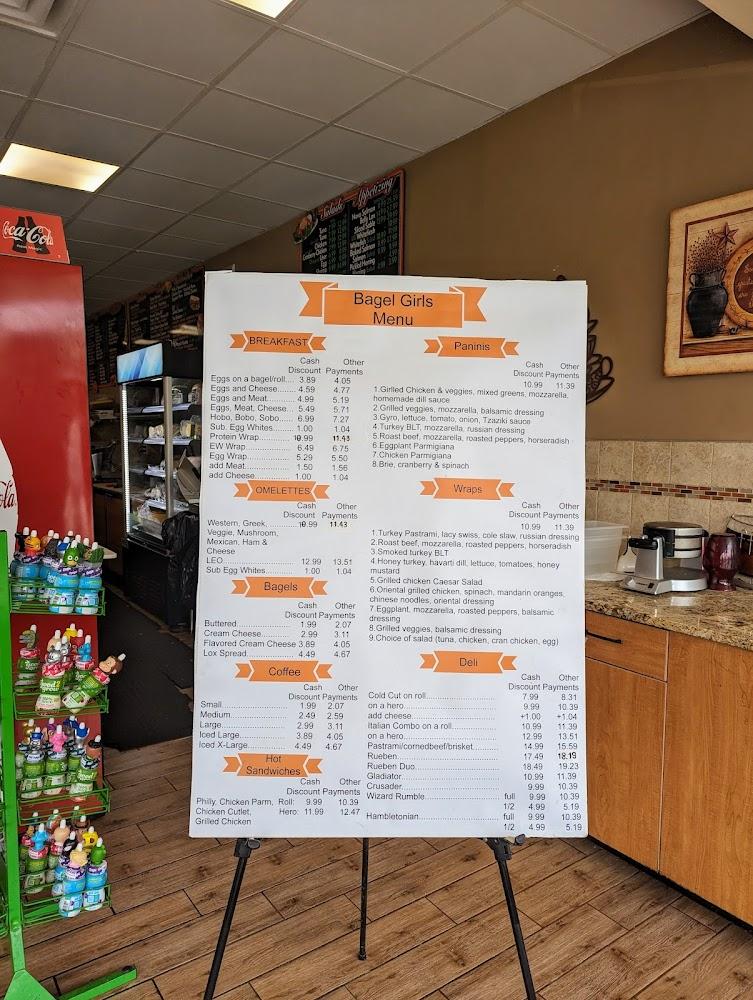 Coca-Cola
Salads
Appetizing
Bagel Girls
Menu
BREAKFAST
Cash Other
Discount Payments
Eggs on a bagel/roll.... 3.89 4.05
Eggs and Cheese....... 4.59 4.77
Eggs and Meat.......... 4.99 5.19
Eggs, Meat, Cheese... 5.49 5.71
Hobo, Bobo, Sobo...... 6.99 7.27
Sub. Egg Whites......... 1.00 1.04
Protein Wrap............. 10.99 11.43
EW Wrap.................. 6.49 6.75
Egg Wrap.................. 5.29 5.50
add Meat................... 1.50 1.56
add Cheese............... 1.00 1.04
OMELETTES
Cash Other
Discount Payments
Western, Greek, ............ 10.99 11.43
Veggie, Mushroom,
Mexican, Ham &
Cheese
LEO....................... 12.99 13.51
Sub Egg Whites......... 1.00 1.04
Bagels
Cash Other
Discount Payments
Buttered.................. 1.99 2.07
Cream Cheese........ 2.99 3.11
Flavored Cream Cheese 3.89 4.05
Lox Spread.............. 4.49 4.67
Coffee
Cash Other
Discount Payments
Small.................... 1.99 2.07
Medium................. 2.49 2.59
Large.................... 2.99 3.11
Iced Large............. 3.89 4.05
Iced X-Large.......... 4.49 4.67
Hot
Sandwiches
Cash Other
Discount Payments
Philly, Chicken Parm, Roll: 9.99 10.39
Chicken Cutlet, Hero: 11.99 12.47
Grilled Chicken
Paninis
Cash Other
Discount Payments
10.99 11.39
1.Girlled Chicken & veggies, mixed greens, mozzarella,
homemade dill sauce
2.Grilled veggies, mozzarella, balsamic dressing
3.Gyro, lettuce, tomato, onion, Tzaziki sauce
4.Turkey BLT, mozzarella, russian dressing
5.Roast beef, mozzarella, roasted peppers, horseradish
6.Eggplant Parmigiana
7.Chicken Parmigiana
8.Brie, cranberry & spinach
Wraps
Cash Other
Discount Payments
10.99 11.39
1.Turkey Pastrami, lacy swiss, cole slaw, russian dressing
2.Roast beef, mozzarella, roasted peppers, horseradish
3.Smoked turkey BLT
4.Honey turkey, havarti dill, lettuce, tomatoes, honey
mustard
5.Grilled chicken Caesar Salad
6.Oriental grilled chicken, spinach, mandarin oranges,
chinese noodles, oriental dressing
7.Eggplant, mozzarella, roasted peppers, balsamic
dressing
8.Grilled veggies, balsamic dressing
9.Choice of salad (tuna, chicken, cran chicken, egg)
Deli
Cash Other
Discount Payments
Cold Cut on roll...................... 7.99 8.31
on a hero............................... 9.99 10.39
add cheese............................ +1.00 +1.04
Italian Combo on a roll........... 10.99 11.39
on a hero............................... 12.99 13.51
Pastrami/cornedbeef/brisket....... 14.99 15.59
Rueben................................. 17.49 18.19
Rueben Duo.......................... 18.49 19.23
Gladiator............................... 10.99 11.39
Crusader............................... 9.99 10.39
Wizard Rumble................... full 9.99 10.39
1/2 4.99 5.19
Hambletonian.................... full 9.99 10.39
1/2 4.99 5.19